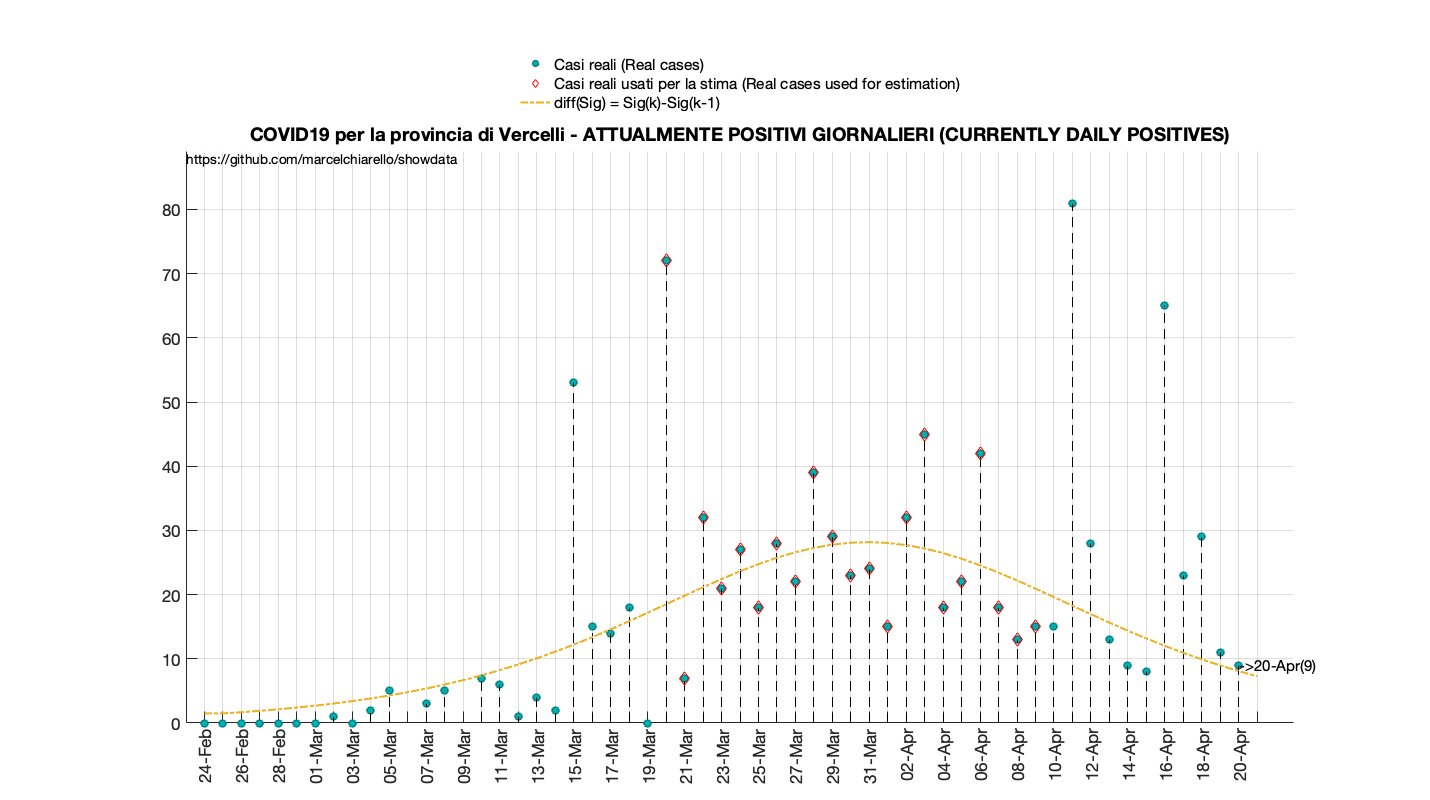 Casi reali (Real cases)
Casi reali usati per la stima (Real cases used for estimation)
diff(Sig) = Sig(k)-Sig(k-1)
COVID19 per la provincia di Vercelli - ATTUALMENTE POSITIVI GIORNALIERI (CURRENTLY DAILY POSITIVES)
https://github.com/marcelchiarello/showdata
80
70
60
50
40
30
20
10
0
->20-Apr(9)
24-Feb
26-Feb
28-Feb
01-Mar
03-Mar
05-Mar
07-Mar
09-Mar
11-Mar
13-Mar
15-Mar
17-Mar
19-Mar
21-Mar
23-Mar
25-Mar
27-Mar
29-Mar
31-Mar
02-Apr
04-Apr
06-Apr
08-Apr
10-Apr
12-Apr
14-Apr
16-Apr
18-Apr
20-Apr